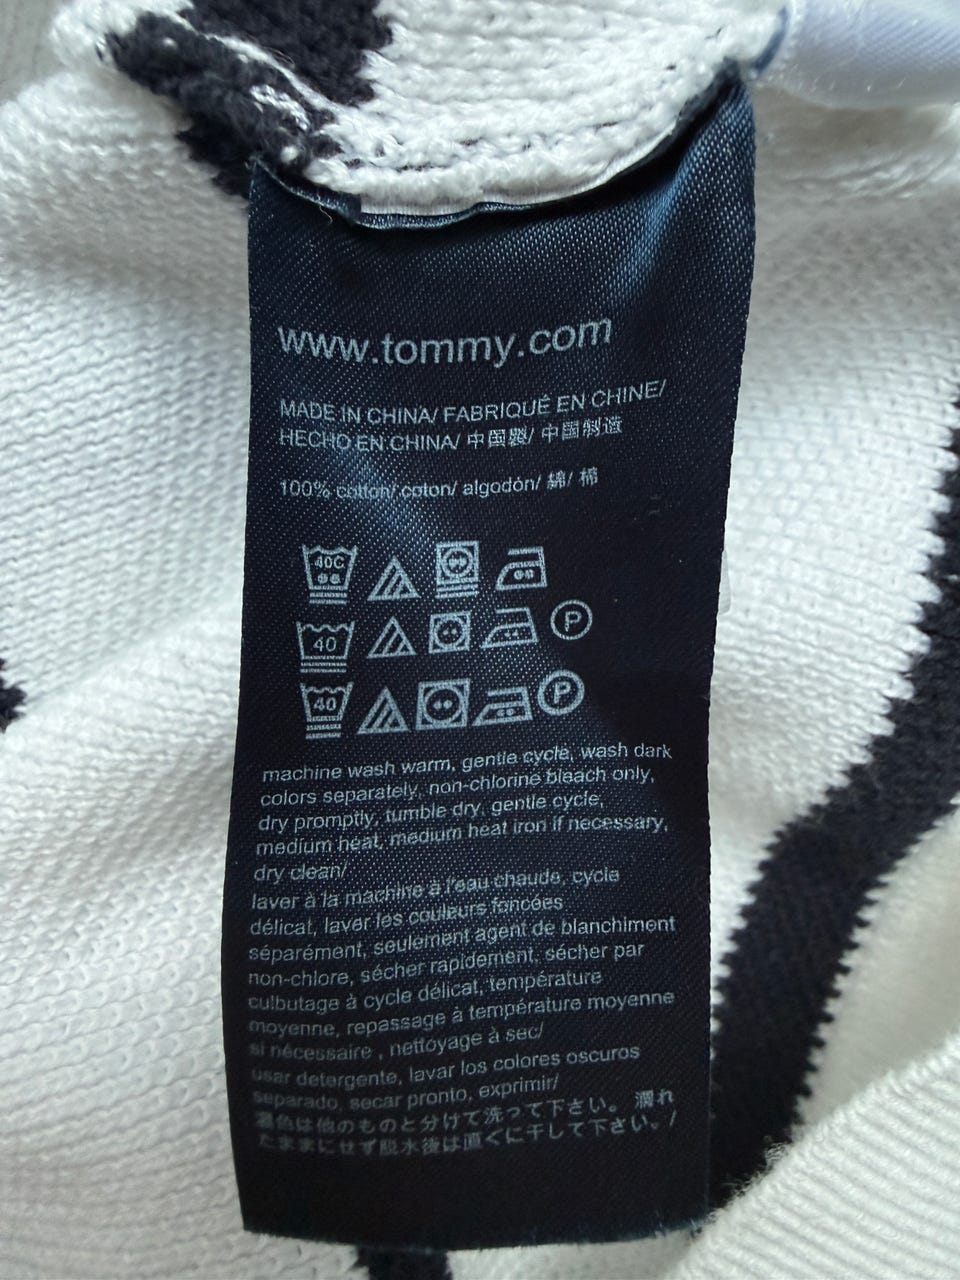 www.tommy.com
MADE IN CHINA/ FABRIQUÉ EN CHINE/
HECHO EN CHINA/ 中国製/ 中国制造
100% cotton/ coton/ algodón/ 綿/ 棉
40C
40 P
40 P
machine wash warm, gentle cycle, wash dark
colors separately, non-chlorine bleach only,
dry promptly, tumble dry, gentle cycle,
medium heat, medium heat iron if necessary,
dry clean/
laver à la machine à l'eau chaude, cycle
délicat, laver les couleurs foncées
séparément, seulement agent de blanchiment
non-chlore, sécher rapidement, sécher par
culbutage à cycle délicat, température
moyenne, repassage à température moyenne
si nécessaire , nettoyage à sec/
usar detergente, lavar los colores oscuros
separado, secar pronto, exprimir/
濃色は他のものと分けて洗って下さい。 濡れ
たままにせず脱水後は直ぐに干して下さい。/